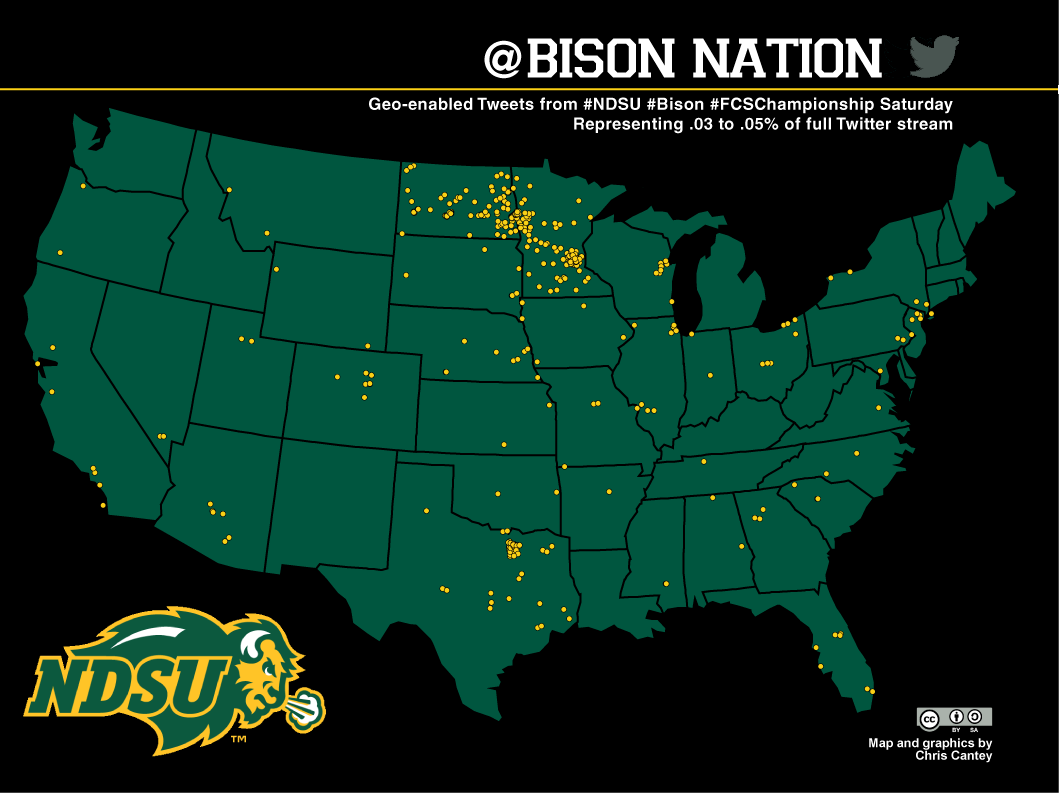 @BISON NATION
Geo-enabled Tweets from #NDSU #Bison #FCSChampionship Saturday
Representing .03 to .05% of full Twitter stream
NDSU
TM
cc
BY SA
Map and graphics by
Chris Cantey